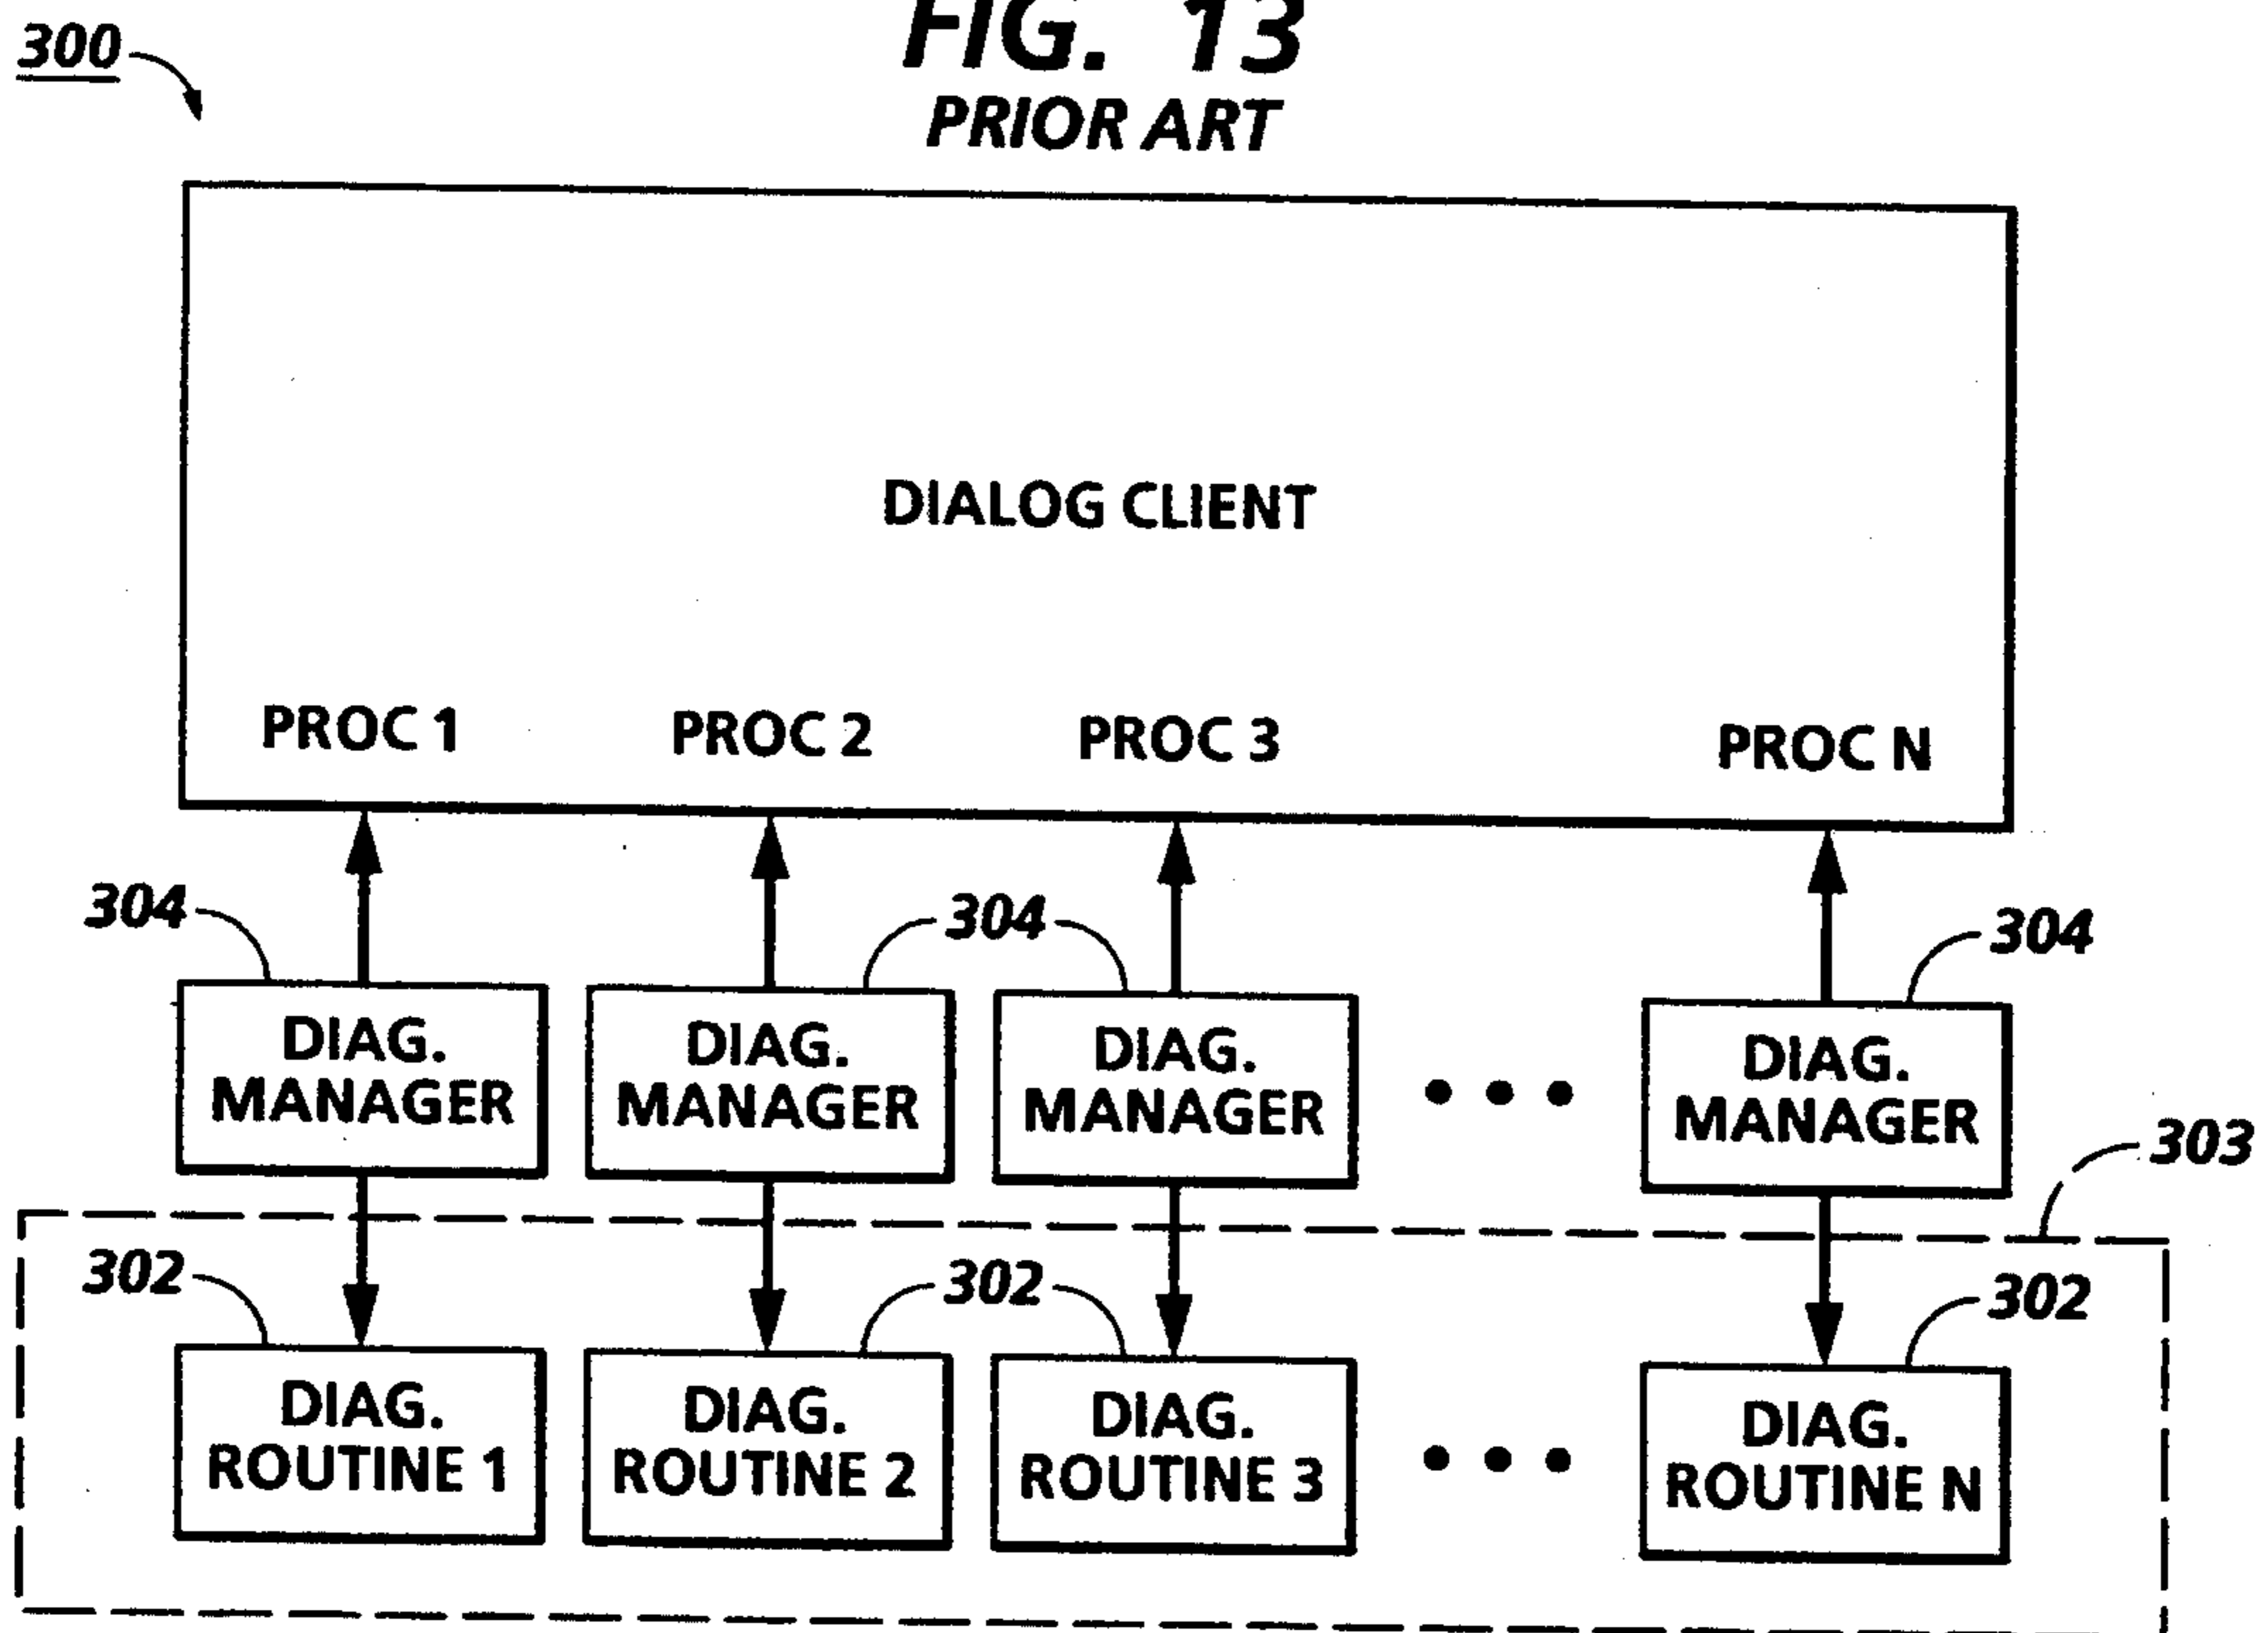 FIG. 13
PRIOR ART
300
DIALOG CLIENT
PROC 1
PROC 2
PROC 3
PROC N
304
304
304
DIAG.
MANAGER
DIAG.
MANAGER
DIAG.
MANAGER
DIAG.
MANAGER
303
302
302
302
DIAG.
ROUTINE 1
DIAG.
ROUTINE 2
DIAG.
ROUTINE 3
DIAG.
ROUTINE N